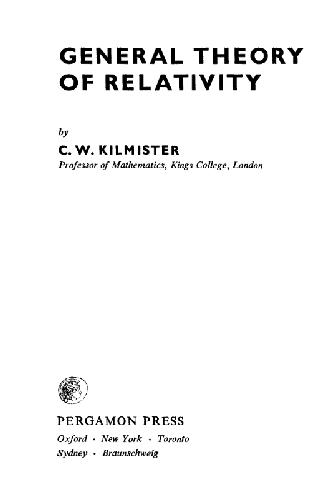 GENERAL THEORY
OF RELATIVITY
by
C. W. KILMISTER
Professor of Mathematics, Kings College, London
PERGAMON PRESS
Oxford · New York · Toronto
Sydney · Braunschweig